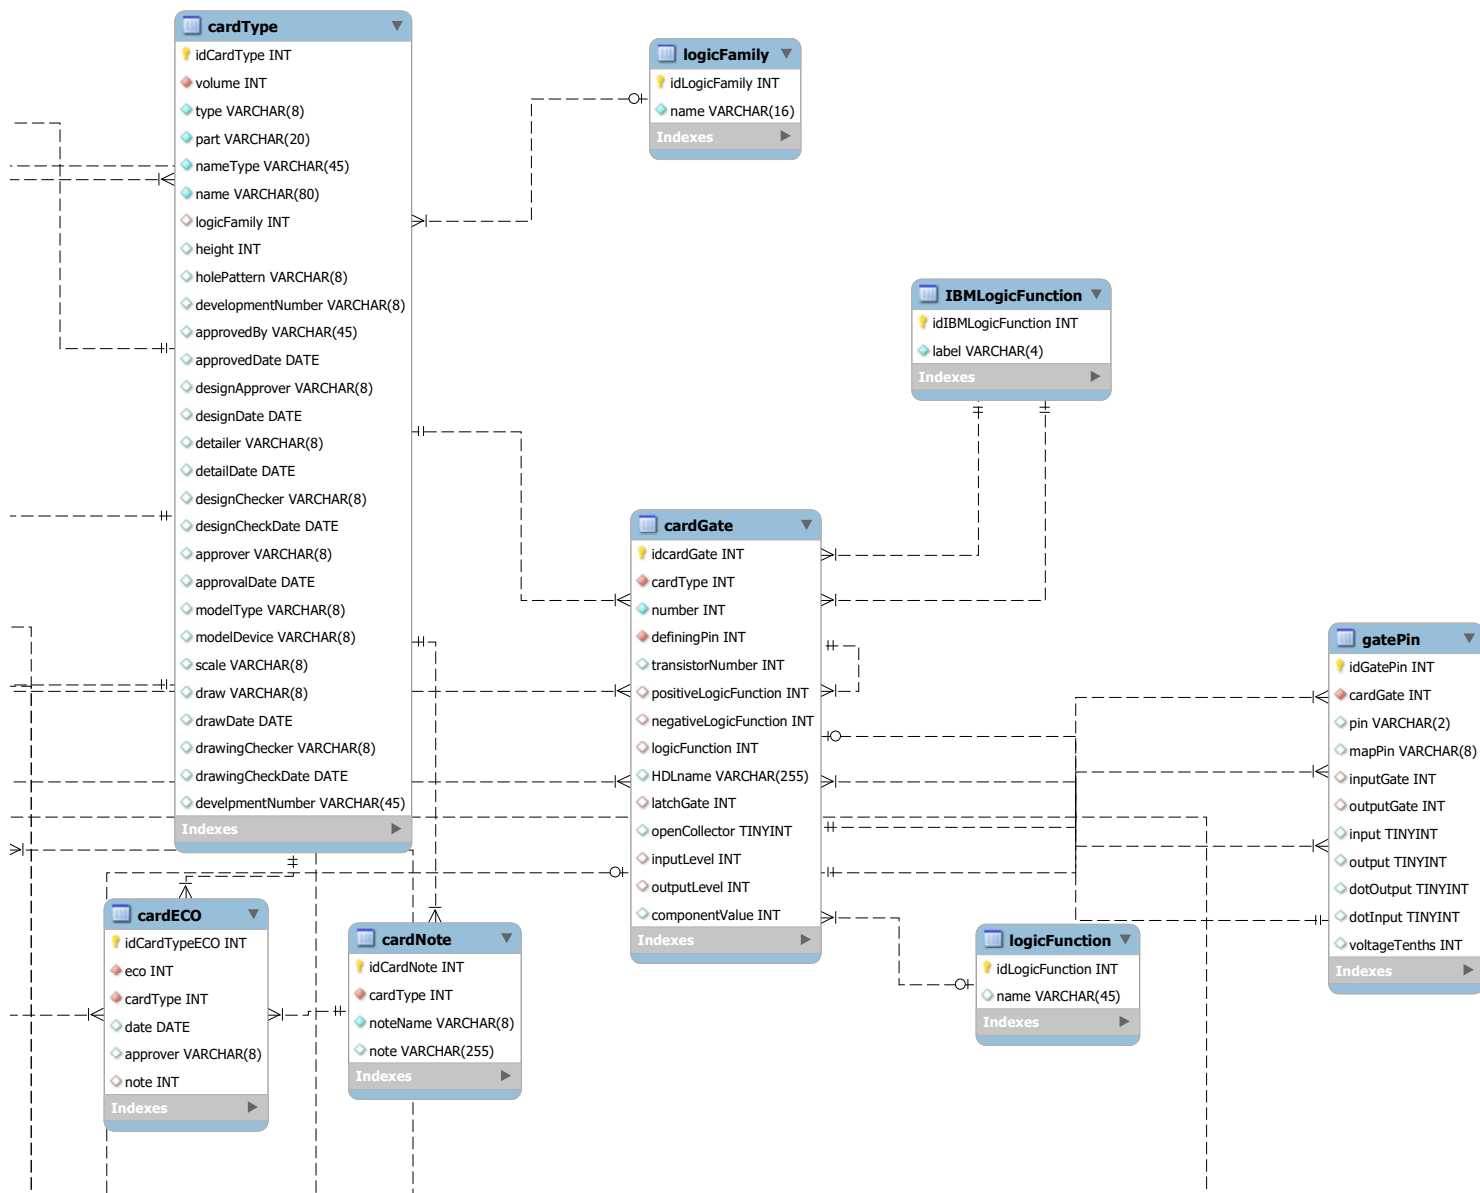 cardType
idCardType INT
volume INT
type VARCHAR(8)
part VARCHAR(20)
nameType VARCHAR(45)
name VARCHAR(80)
logicFamily INT
height INT
holePattern VARCHAR(8)
developmentNumber VARCHAR(8)
approvedBy VARCHAR(45)
approvedDate DATE
designApprover VARCHAR(8)
designDate DATE
detailer VARCHAR(8)
detailDate DATE
designChecker VARCHAR(8)
designCheckDate DATE
approver VARCHAR(8)
approvalDate DATE
modelType VARCHAR(8)
modelDevice VARCHAR(8)
scale VARCHAR(8)
draw VARCHAR(8)
drawDate DATE
drawingChecker VARCHAR(8)
drawingCheckDate DATE
develpmentNumber VARCHAR(45)
Indexes
logicFamily
idLogicFamily INT
name VARCHAR(16)
Indexes
IBMLogicFunction
idIBMLogicFunction INT
label VARCHAR(4)
Indexes
cardGate
idcardGate INT
cardType INT
number INT
definingPin INT
transistorNumber INT
positiveLogicFunction INT
negativeLogicFunction INT
logicFunction INT
HDLname VARCHAR(255)
latchGate INT
openCollector TINYINT
inputLevel INT
outputLevel INT
componentValue INT
Indexes
gatePin
idGatePin INT
cardGate INT
pin VARCHAR(2)
mapPin VARCHAR(8)
inputGate INT
outputGate INT
input TINYINT
output TINYINT
dotOutput TINYINT
dotInput TINYINT
voltageTenths INT
Indexes
cardECO
idCardTypeECO INT
eco INT
cardType INT
date DATE
approver VARCHAR(8)
note INT
Indexes
cardNote
idCardNote INT
cardType INT
noteName VARCHAR(8)
note VARCHAR(255)
Indexes
logicFunction
idLogicFunction INT
name VARCHAR(45)
Indexes